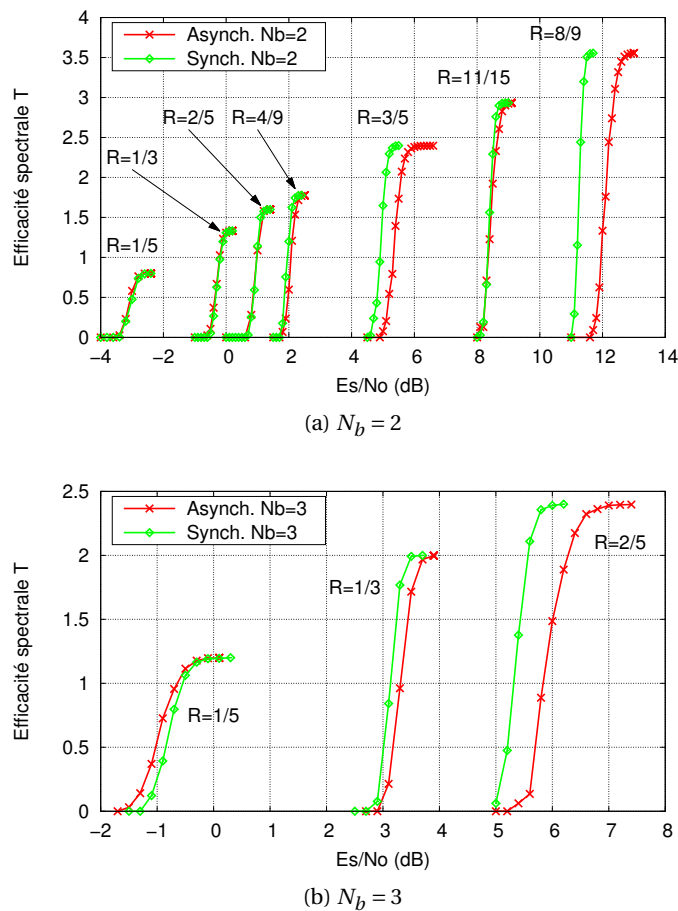 4
3.5
3
2.5
2
1.5
1
0.5
0
Efficacité spectrale T
Asynch. Nb=2
Synch. Nb=2
R=8/9
R=11/15
R=2/5
R=4/9
R=3/5
R=1/3
R=1/5
−4 −2 0 2 4 6 8 10 12 14
Es/No (dB)
(a) N_b = 2
2.5
2
1.5
1
0.5
0
Efficacité spectrale T
Asynch. Nb=3
Synch. Nb=3
R=2/5
R=1/3
R=1/5
−2 −1 0 1 2 3 4 5 6 7 8
Es/No (dB)
(b) N_b = 3